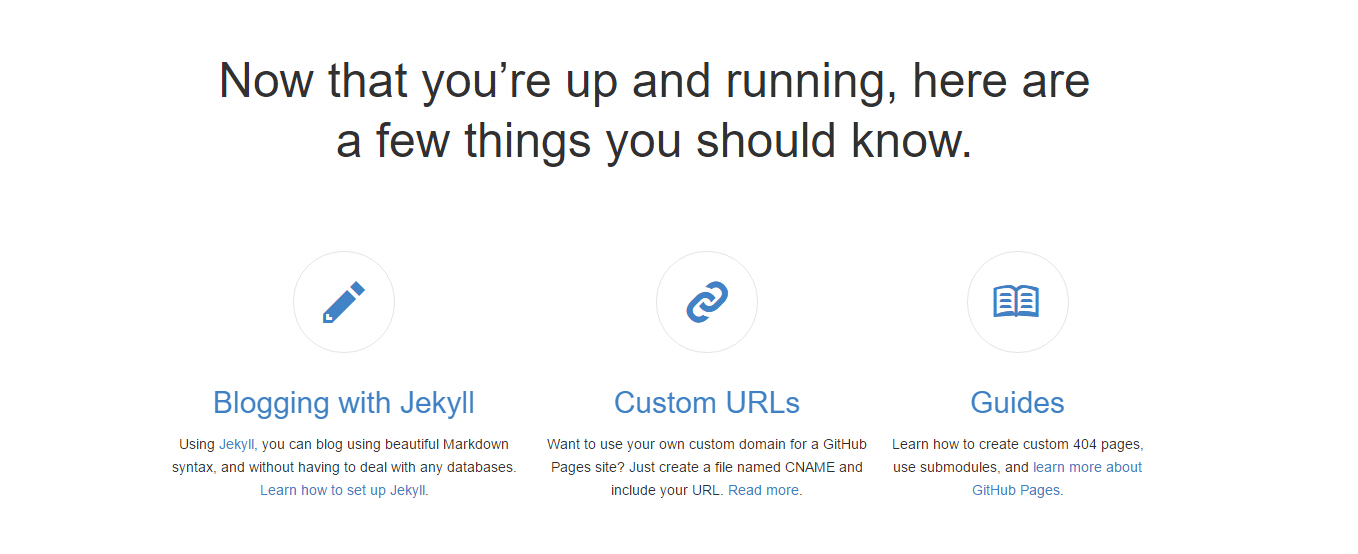 Now that you’re up and running, here are
a few things you should know.
Blogging with Jekyll
Using Jekyll, you can blog using beautiful Markdown
syntax, and without having to deal with any databases.
Learn how to set up Jekyll.
Custom URLs
Want to use your own custom domain for a GitHub
Pages site? Just create a file named CNAME and
include your URL. Read more.
Guides
Learn how to create custom 404 pages,
use submodules, and learn more about
GitHub Pages.